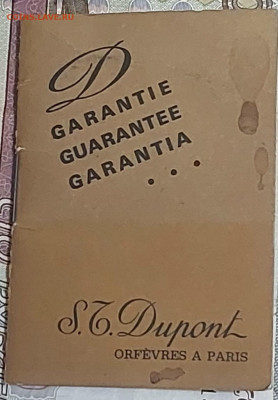 D
GARANTIE
GUARANTEE
GARANTIA
...
S.T. Dupont
ORFÈVRES A PARIS